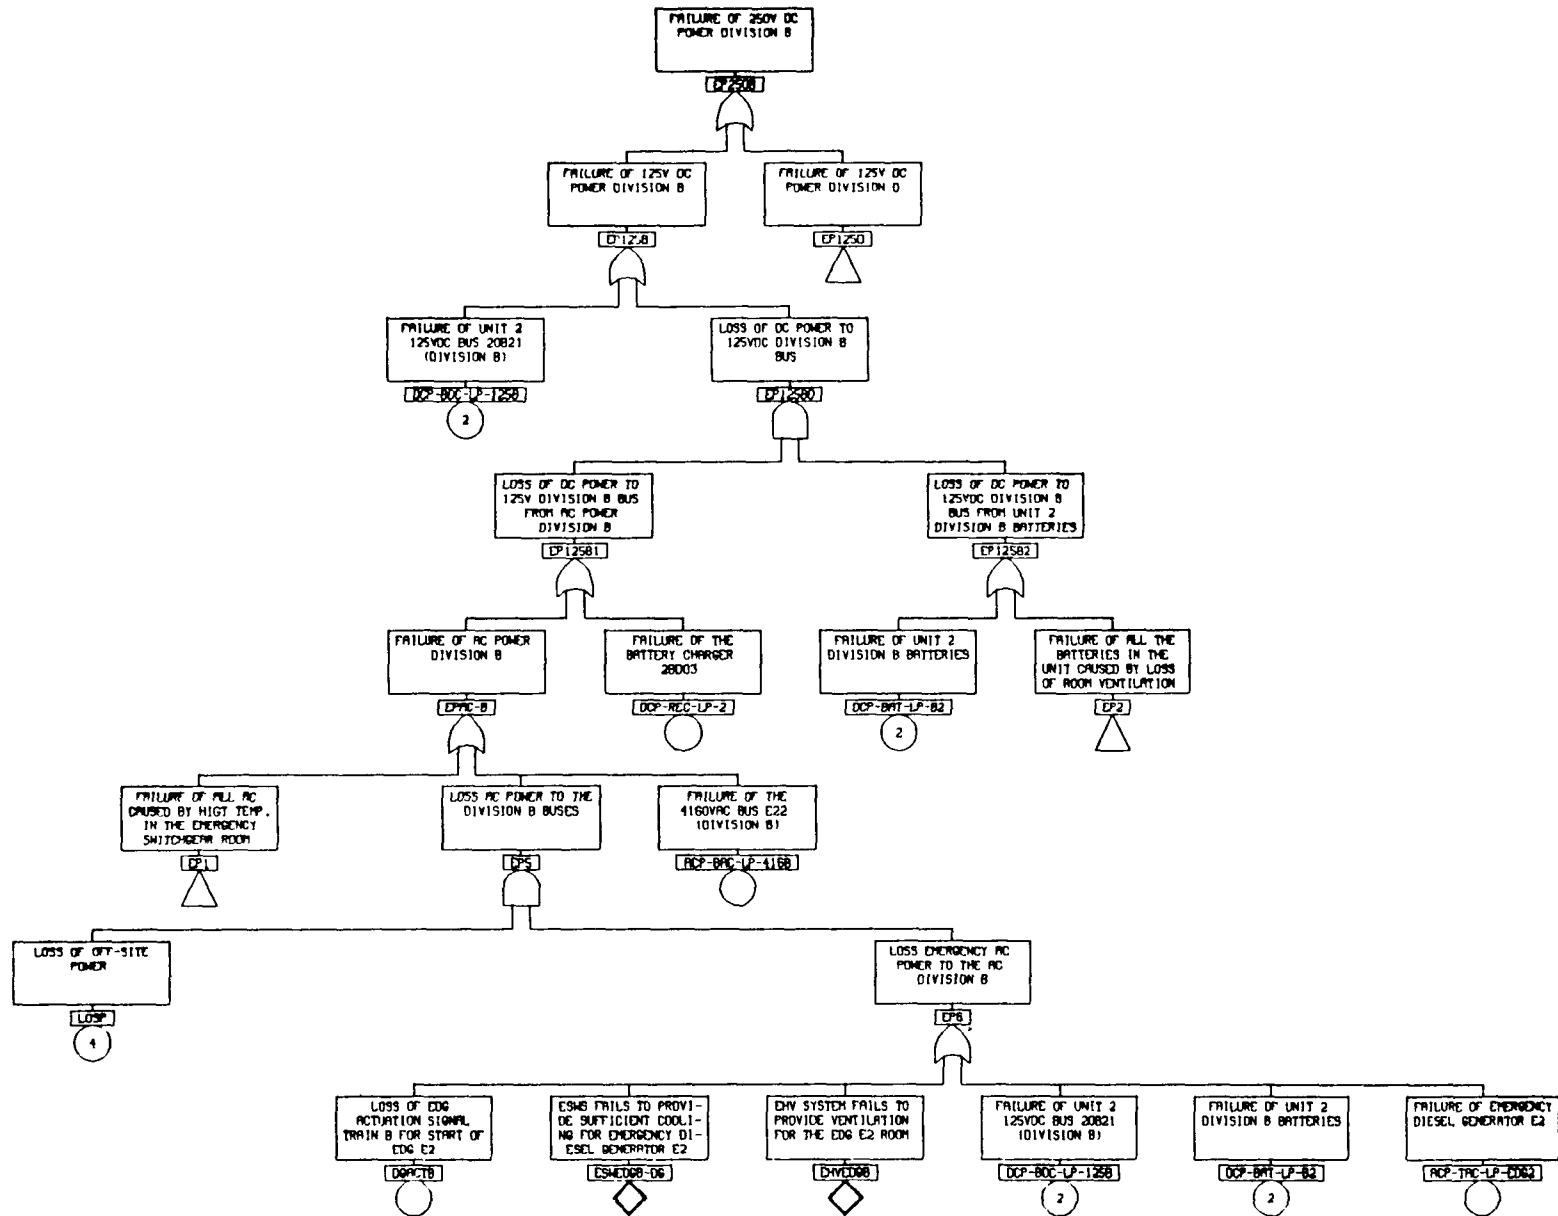 FAILURE OF 250V DC
POWER DIVISION B
EP250B
FAILURE OF 125V DC
POWER DIVISION B
EP125B
FAILURE OF 125V DC
POWER DIVISION D
EP125D
FAILURE OF UNIT 2
125VDC BUS 20B21
(DIVISION B)
DCP-BDC-LP-125B
2
LOSS OF DC POWER TO
125VDC DIVISION B
BUS
EP125B0
LOSS OF DC POWER TO
125V DIVISION B BUS
FROM AC POWER
DIVISION B
EP125B1
LOSS OF DC POWER TO
125VDC DIVISION B
BUS FROM UNIT 2
DIVISION B BATTERIES
EP125B2
FAILURE OF AC POWER
DIVISION B
EPAC-B
FAILURE OF THE
BATTERY CHARGER
2BD03
DCP-REC-LP-2
FAILURE OF UNIT 2
DIVISION B BATTERIES
DCP-BAT-LP-B2
2
FAILURE OF ALL THE
BATTERIES IN THE
UNIT CAUSED BY LOSS
OF ROOM VENTILATION
EP2
FAILURE OF ALL AC
CAUSED BY HIGT TEMP.
IN THE EMERGENCY
SWITCHGEAR ROOM
EP1
LOSS AC POWER TO THE
DIVISION B BUSES
EP5
FAILURE OF THE
4160VAC BUS E22
(DIVISION B)
ACP-BAC-LP-416B
LOSS OF OFF-SITE
POWER
LOSP
4
LOSS EMERGENCY AC
POWER TO THE AC
DIVISION B
EP6
LOSS OF EDG
ACTUATION SIGNAL
TRAIN B FOR START OF
EDG E2
DGACTB
ESWS FAILS TO PROVI-
DE SUFFICIENT COOLI-
NG FOR EMERGENCY DI-
ESEL GENERATOR E2
ESWEDGB-DG
EHV SYSTEM FAILS TO
PROVIDE VENTILATION
FOR THE EDG E2 ROOM
EHVEDGB
FAILURE OF UNIT 2
125VDC BUS 20B21
(DIVISION B)
DCP-BDC-LP-125B
2
FAILURE OF UNIT 2
DIVISION B BATTERIES
DCP-BAT-LP-B2
2
FAILURE OF EMERGENCY
DIESEL GENERATOR E2
ACP-TAC-LP-EDG2